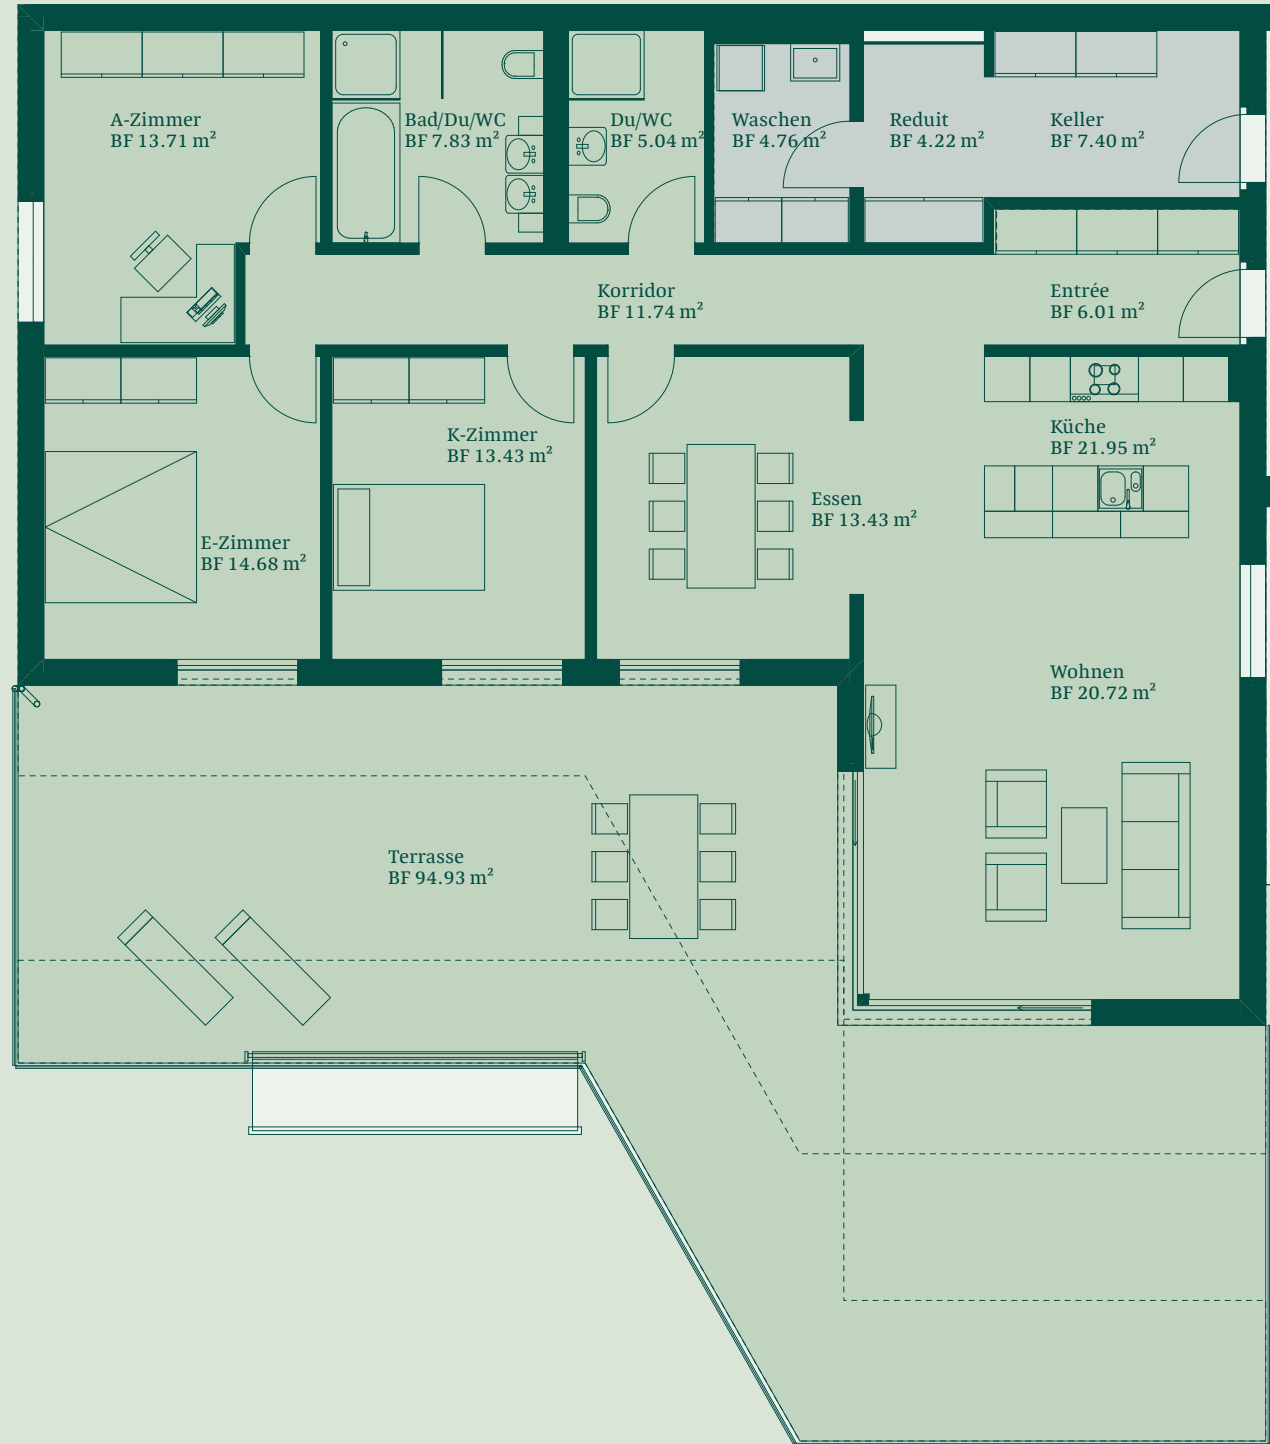 A-Zimmer
BF 13.71 m²
Bad/Du/WC
BF 7.83 m²
Du/WC
BF 5.04 m²
Waschen
BF 4.76 m²
Reduit
BF 4.22 m²
Keller
BF 7.40 m²
Korridor
BF 11.74 m²
Entrée
BF 6.01 m²
K-Zimmer
BF 13.43 m²
Küche
BF 21.95 m²
Essen
BF 13.43 m²
E-Zimmer
BF 14.68 m²
Wohnen
BF 20.72 m²
Terrasse
BF 94.93 m²